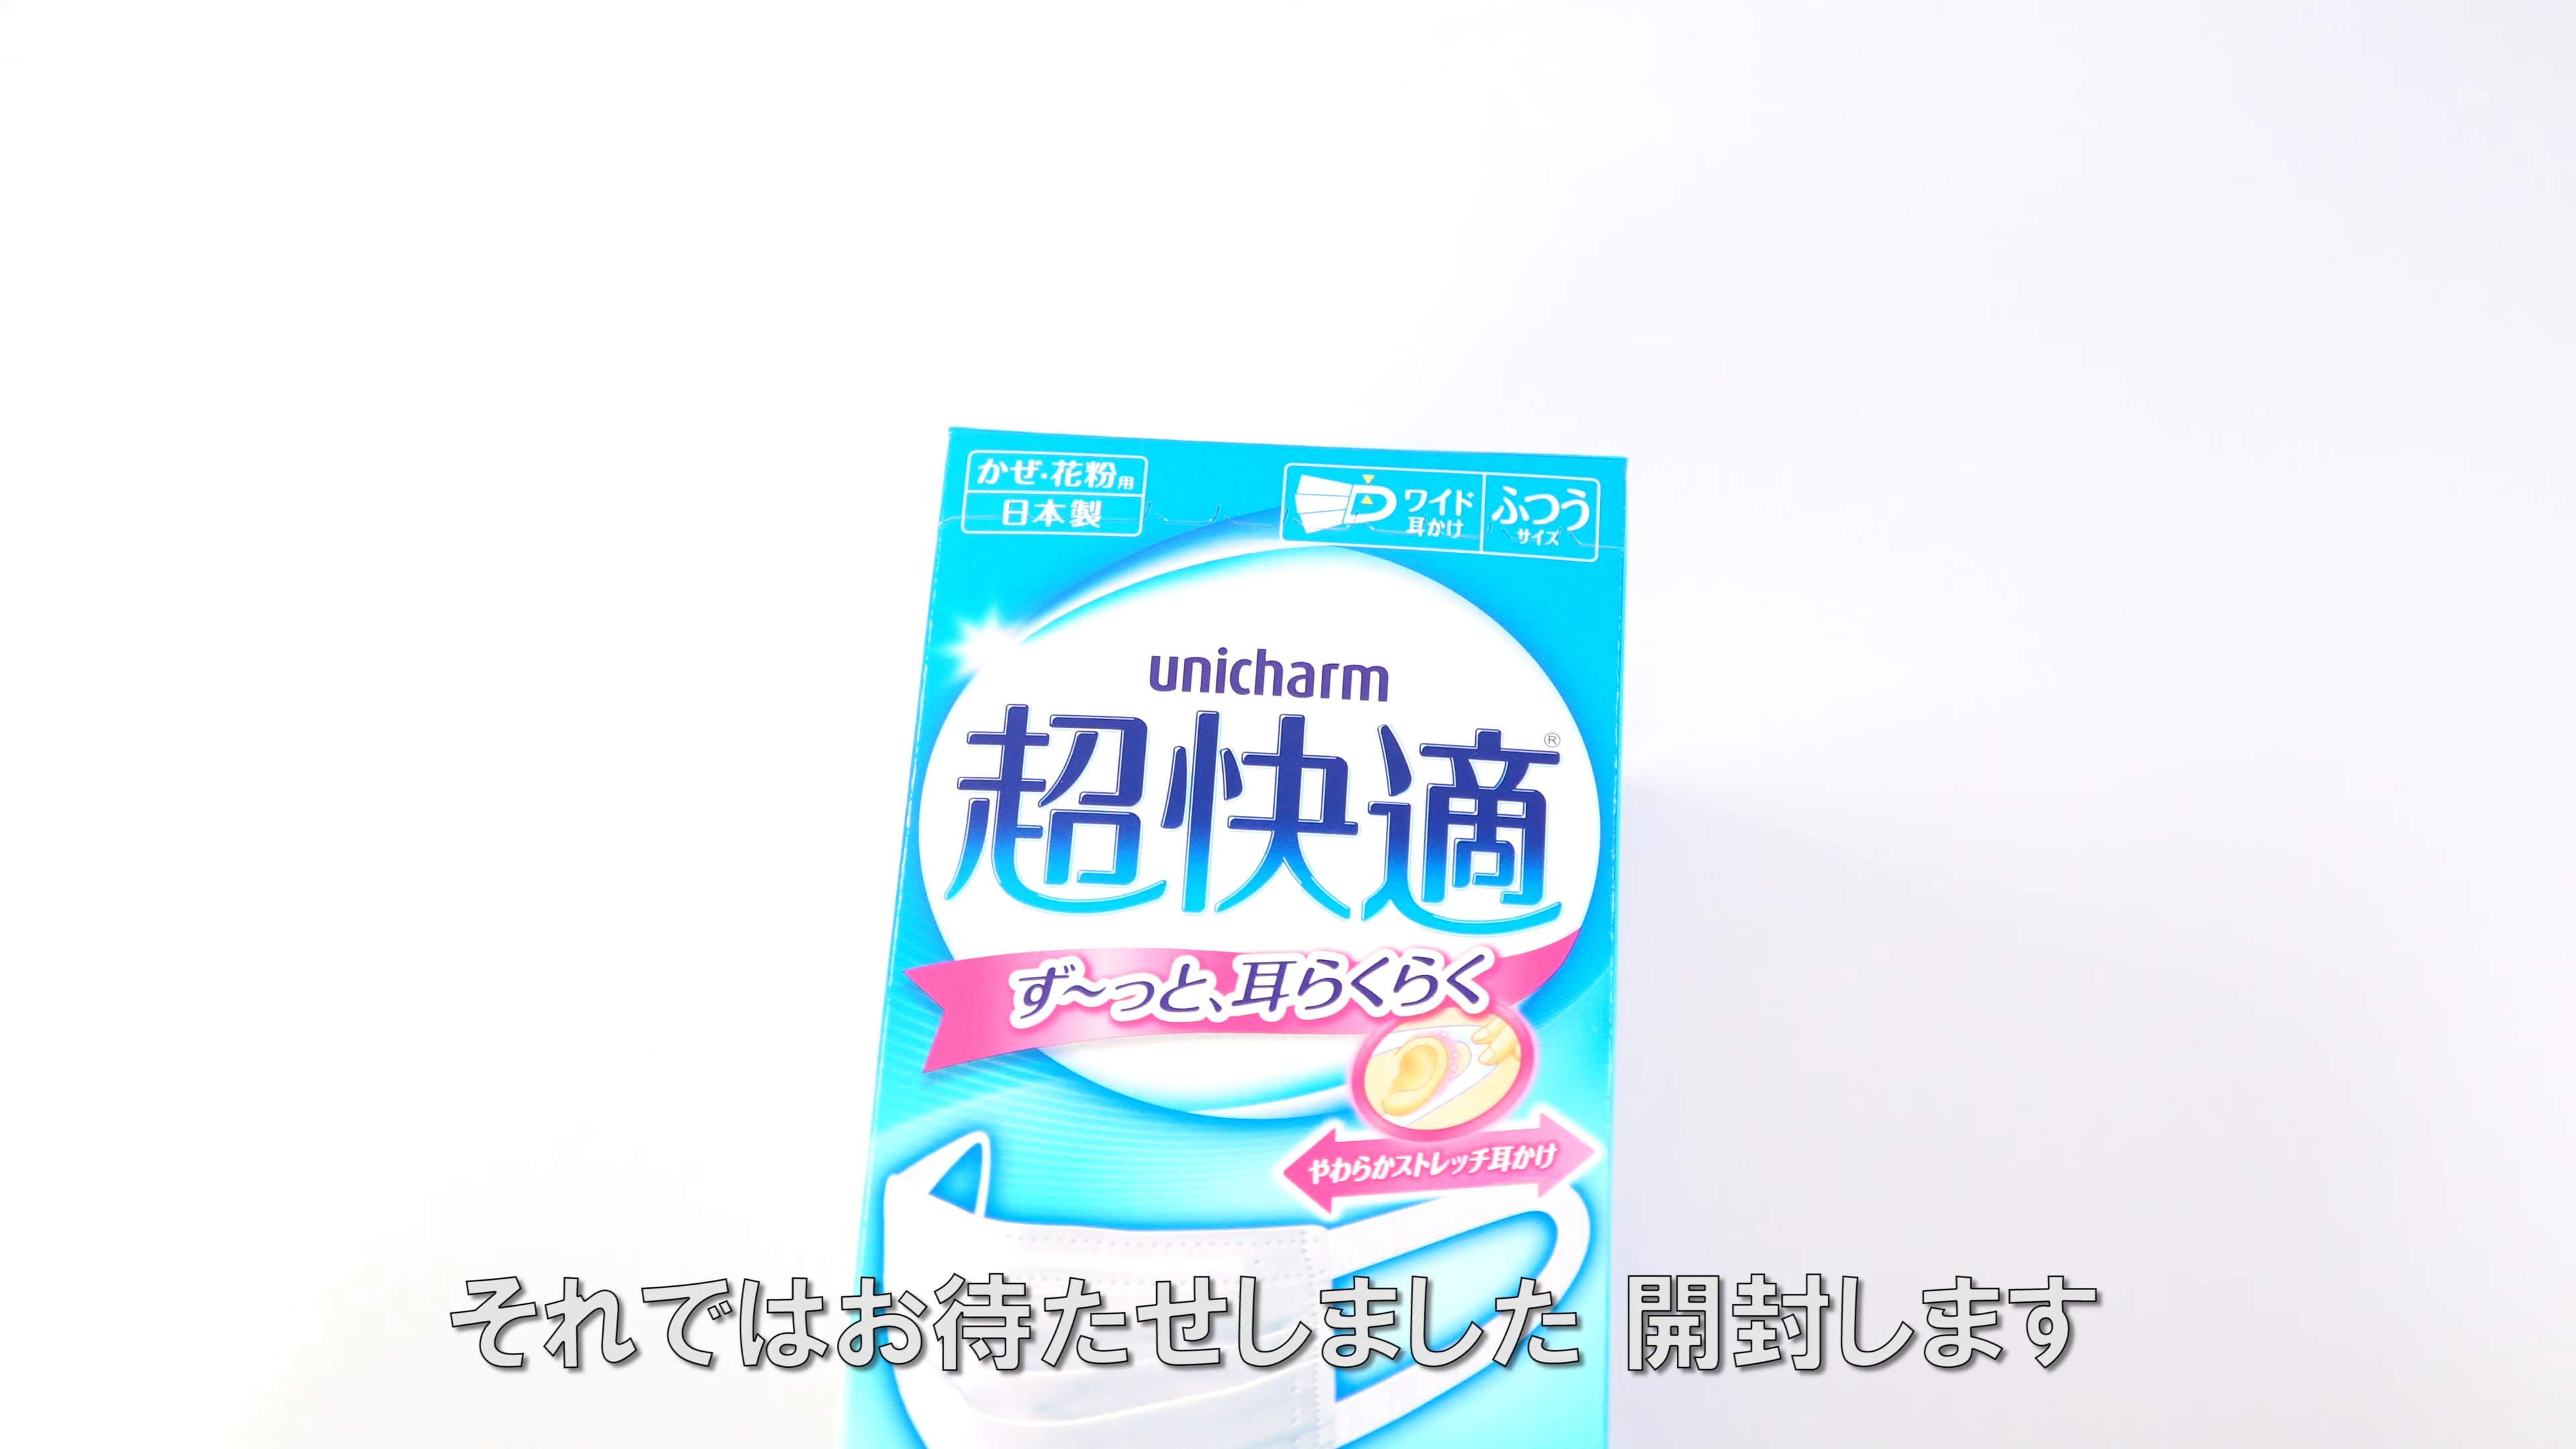 かぜ・花粉用
日本製
ワイド
耳かけ
ふつう
サイズ
unicharm
超快適®
ず〜っと、耳らくらく
やわらかストレッチ耳かけ
それではお待たせしました 開封します